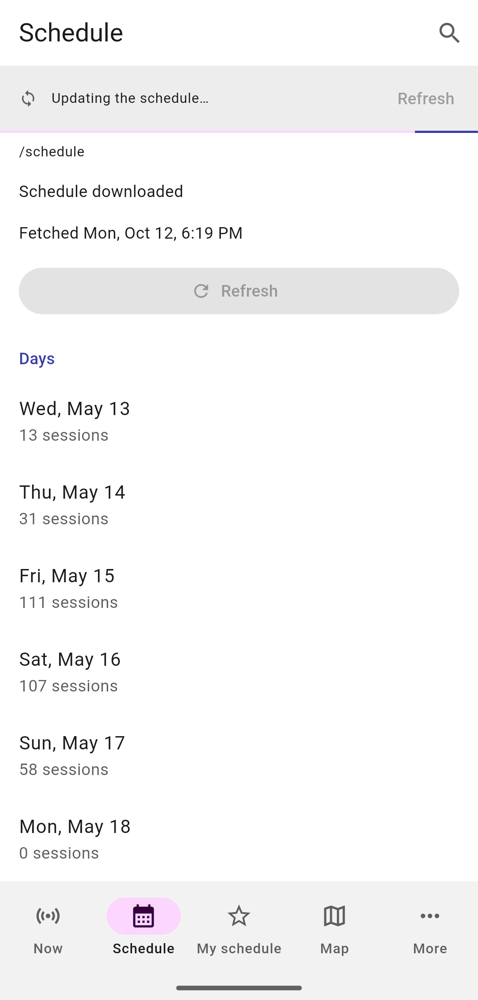 Schedule
Updating the schedule…
Refresh
/schedule
Schedule downloaded
Fetched Mon, Oct 12, 6:19 PM
Refresh
Days
Wed, May 13
13 sessions
Thu, May 14
31 sessions
Fri, May 15
111 sessions
Sat, May 16
107 sessions
Sun, May 17
58 sessions
Mon, May 18
0 sessions
Now
Schedule
My schedule
Map
More